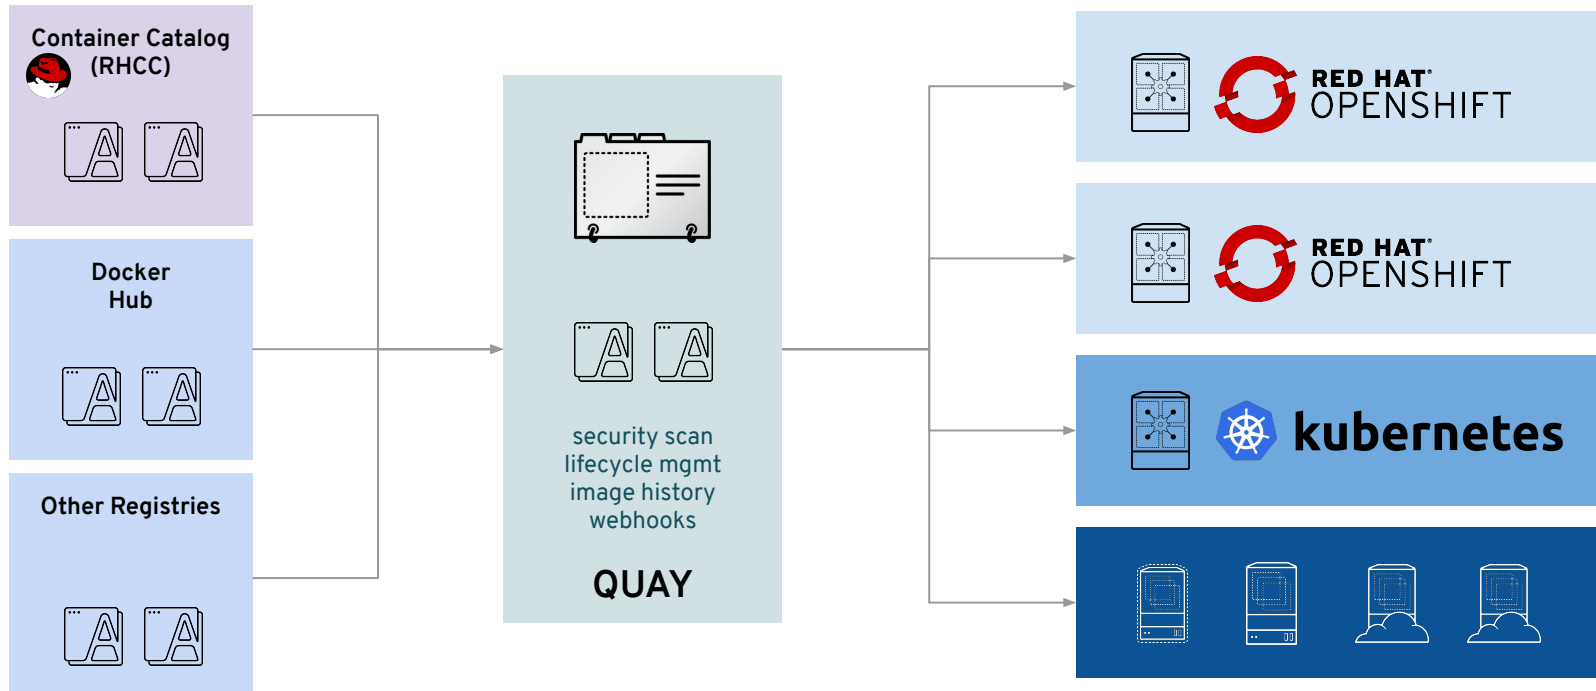 Container Catalog
(RHCC)
Docker
Hub
Other Registries
security scan
lifecycle mgmt
image history
webhooks
QUAY
RED HAT®
OPENSHIFT
RED HAT®
OPENSHIFT
kubernetes